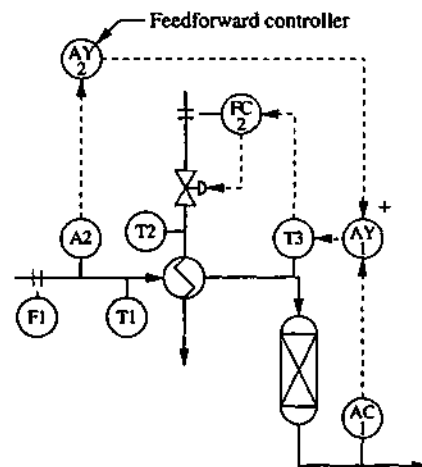 Feedforward controller
AY
2
FC
2
+
A2
T2
T3
AY
1
F1
T1
AC
1